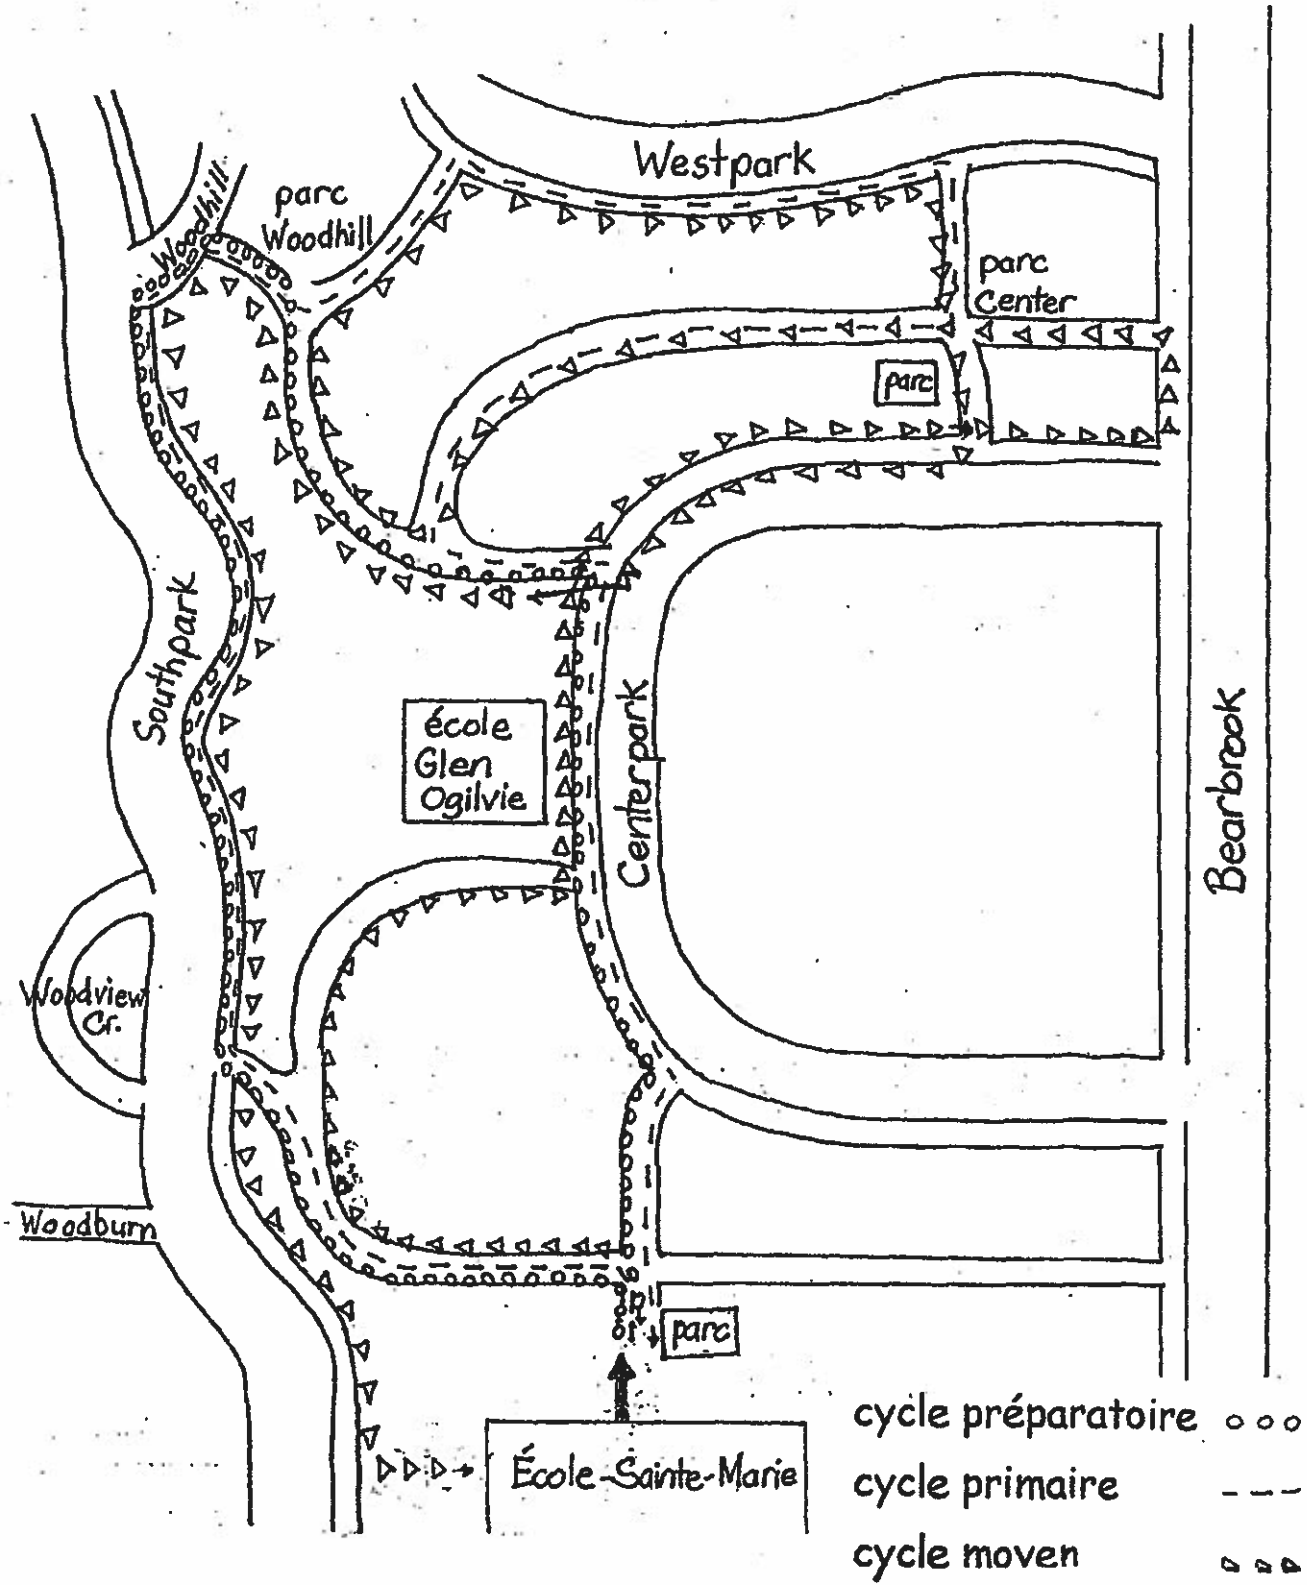 Westpark
Woodhill
parc
Woodhill
parc
Center
parc
Southpark
école
Glen
Ogilvie
Centerpark
Bearbrook
Woodview
Cr.
Woodburn
parc
École-Sainte-Marie
cycle préparatoire
cycle primaire
cycle moven